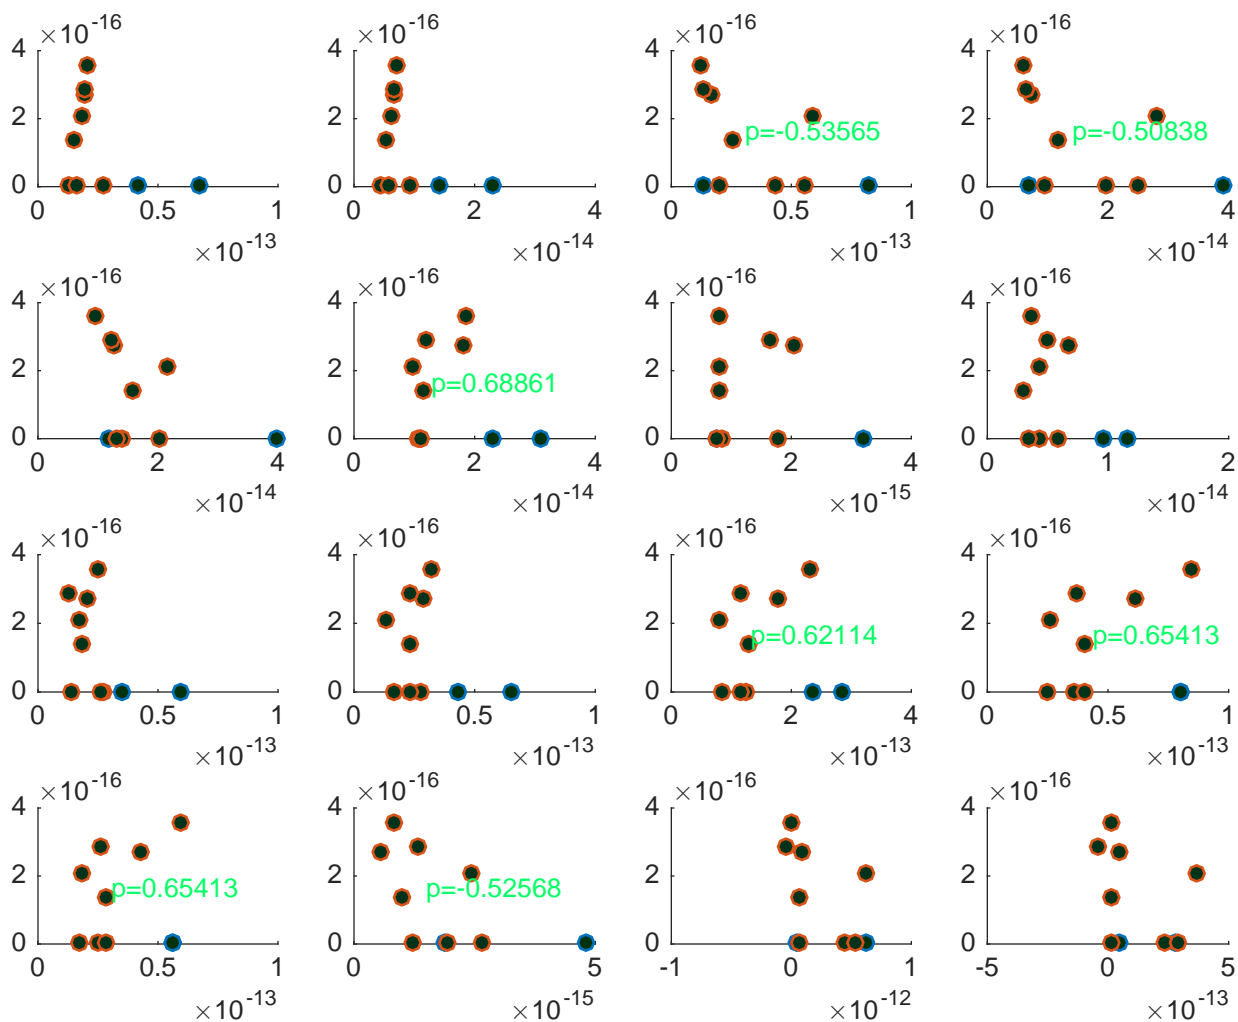 ×10-16 ×10-16 ×10-16 ×10-16
4 4 4 4
2 2 p=-0.53565 2 p=-0.50838 2
0 0 0 0
0 0.5 1 0 2 4 0 0.5 1 0 2 4
×10-13 ×10-14 ×10-13 ×10-14
×10-16 ×10-16 ×10-16 ×10-16
4 4 4 4
2 2 p=0.68861 2 2
0 0 0 0
0 2 4 0 2 4 0 2 4 0 1 2
×10-14 ×10-14 ×10-15 ×10-14
×10-16 ×10-16 ×10-16 ×10-16
4 4 4 4
2 2 2 p=0.62114 2 p=0.65413
0 0 0 0
0 0.5 1 0 0.5 1 0 2 4 0 0.5 1
×10-13 ×10-13 ×10-13 ×10-13
×10-16 ×10-16 ×10-16 ×10-16
4 4 4 4
2 p=0.65413 2 p=-0.52568 2 2
0 0 0 0
0 0.5 1 0 5 -1 0 1 -5 0 5
×10-13 ×10-15 ×10-12 ×10-13